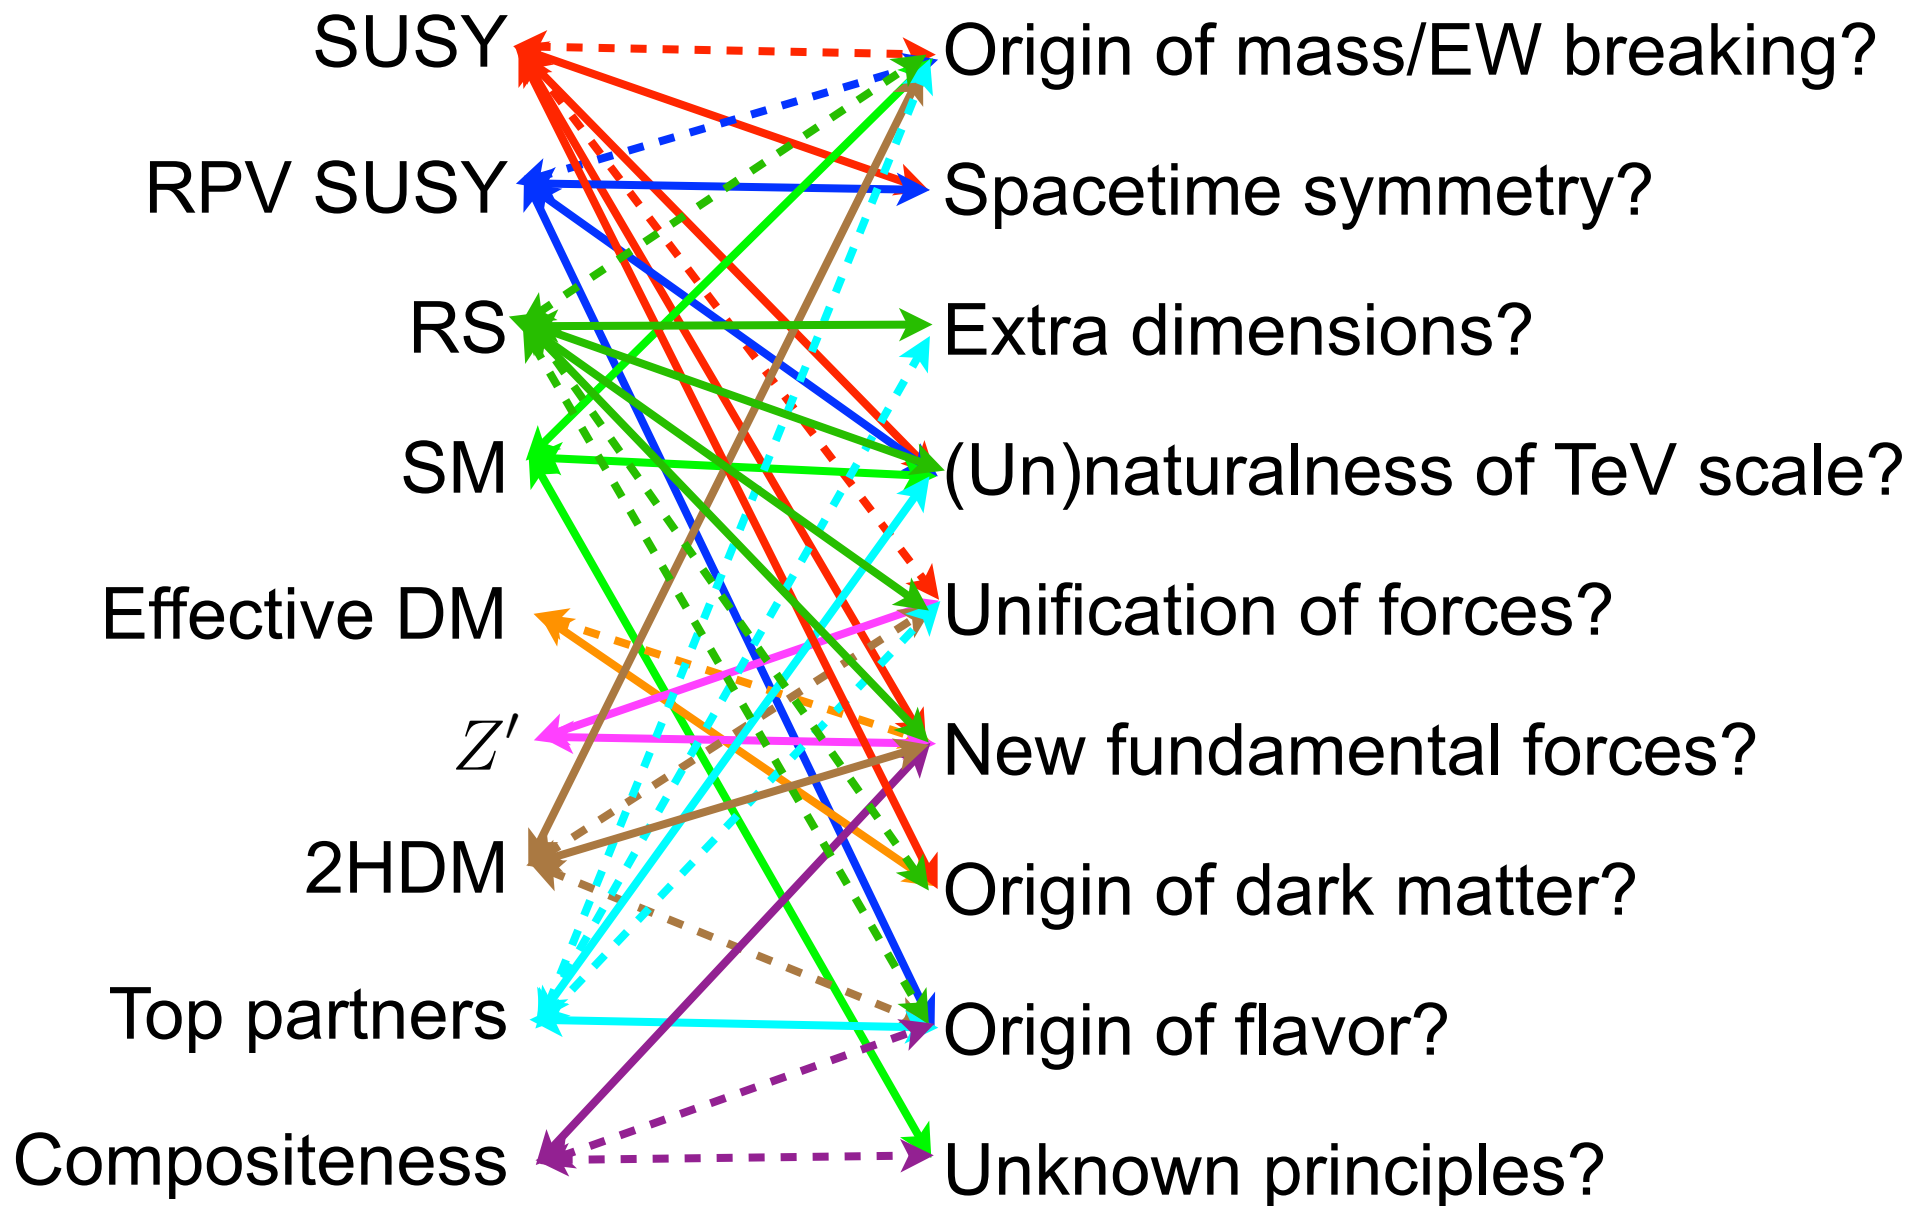 SUSY
RPV SUSY
RS
SM
Effective DM
Z′
2HDM
Top partners
Compositeness
Origin of mass/EW breaking?
Spacetime symmetry?
Extra dimensions?
(Un)naturalness of TeV scale?
Unification of forces?
New fundamental forces?
Origin of dark matter?
Origin of flavor?
Unknown principles?